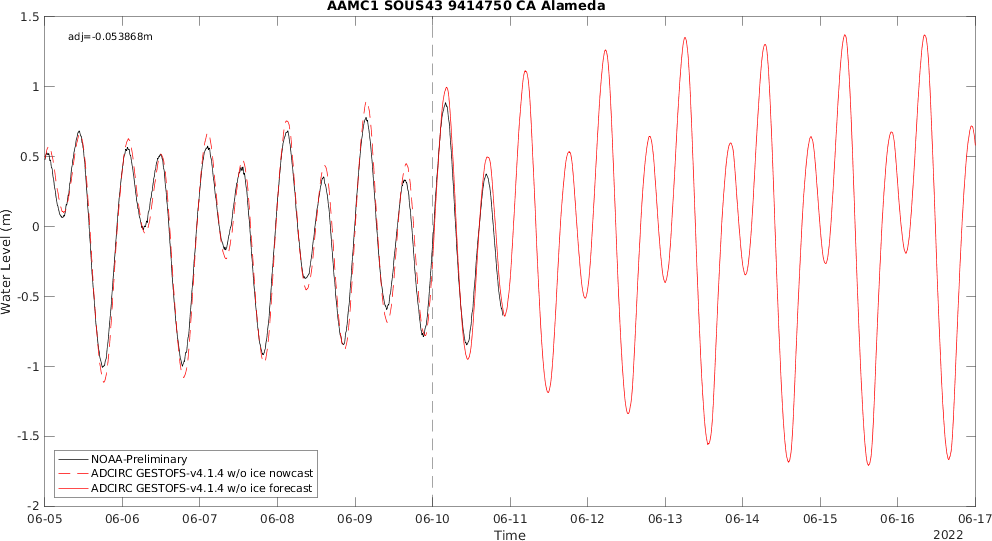 AAMC1 SOUS43 9414750 CA Alameda
adj=-0.053868m
1.5
1
0.5
0
-0.5
-1
-1.5
-2
Water Level (m)
NOAA-Preliminary
ADCIRC GESTOFS-v4.1.4 w/o ice nowcast
ADCIRC GESTOFS-v4.1.4 w/o ice forecast
06-05 06-06 06-07 06-08 06-09 06-10 06-11 06-12 06-13 06-14 06-15 06-16 06-17
Time
2022